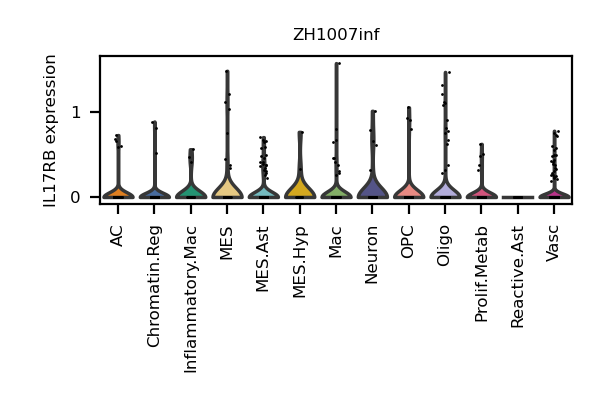 ZH1007inf
IL17RB expression
1
0
AC
Chromatin.Reg
Inflammatory.Mac
MES
MES.Ast
MES.Hyp
Mac
Neuron
OPC
Oligo
Prolif.Metab
Reactive.Ast
Vasc